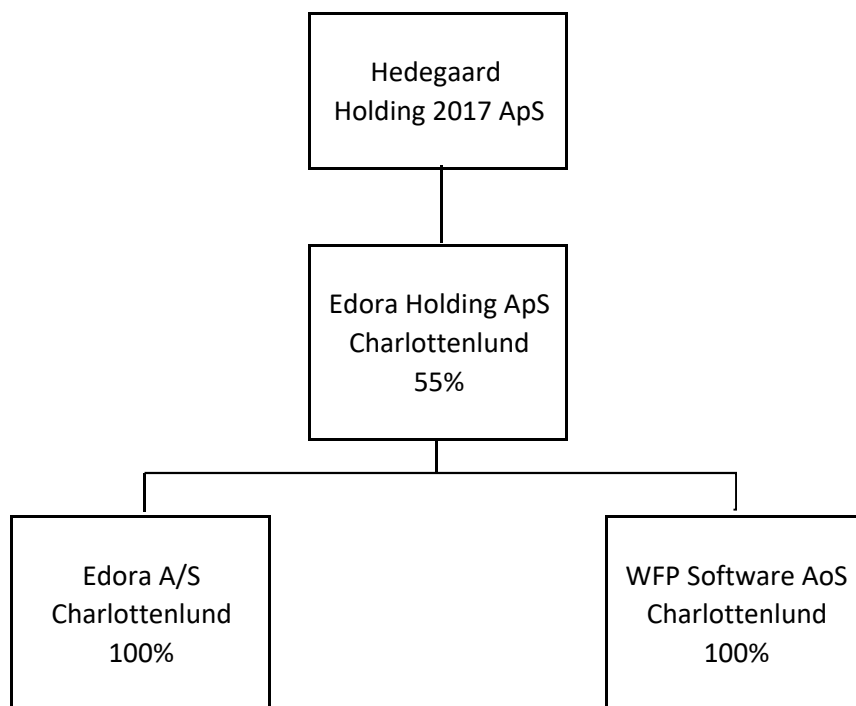 Hedegaard
Holding 2017 ApS
Edora Holding ApS
Charlottenlund
55%
Edora A/S
Charlottenlund
100%
WFP Software AoS
Charlottenlund
100%